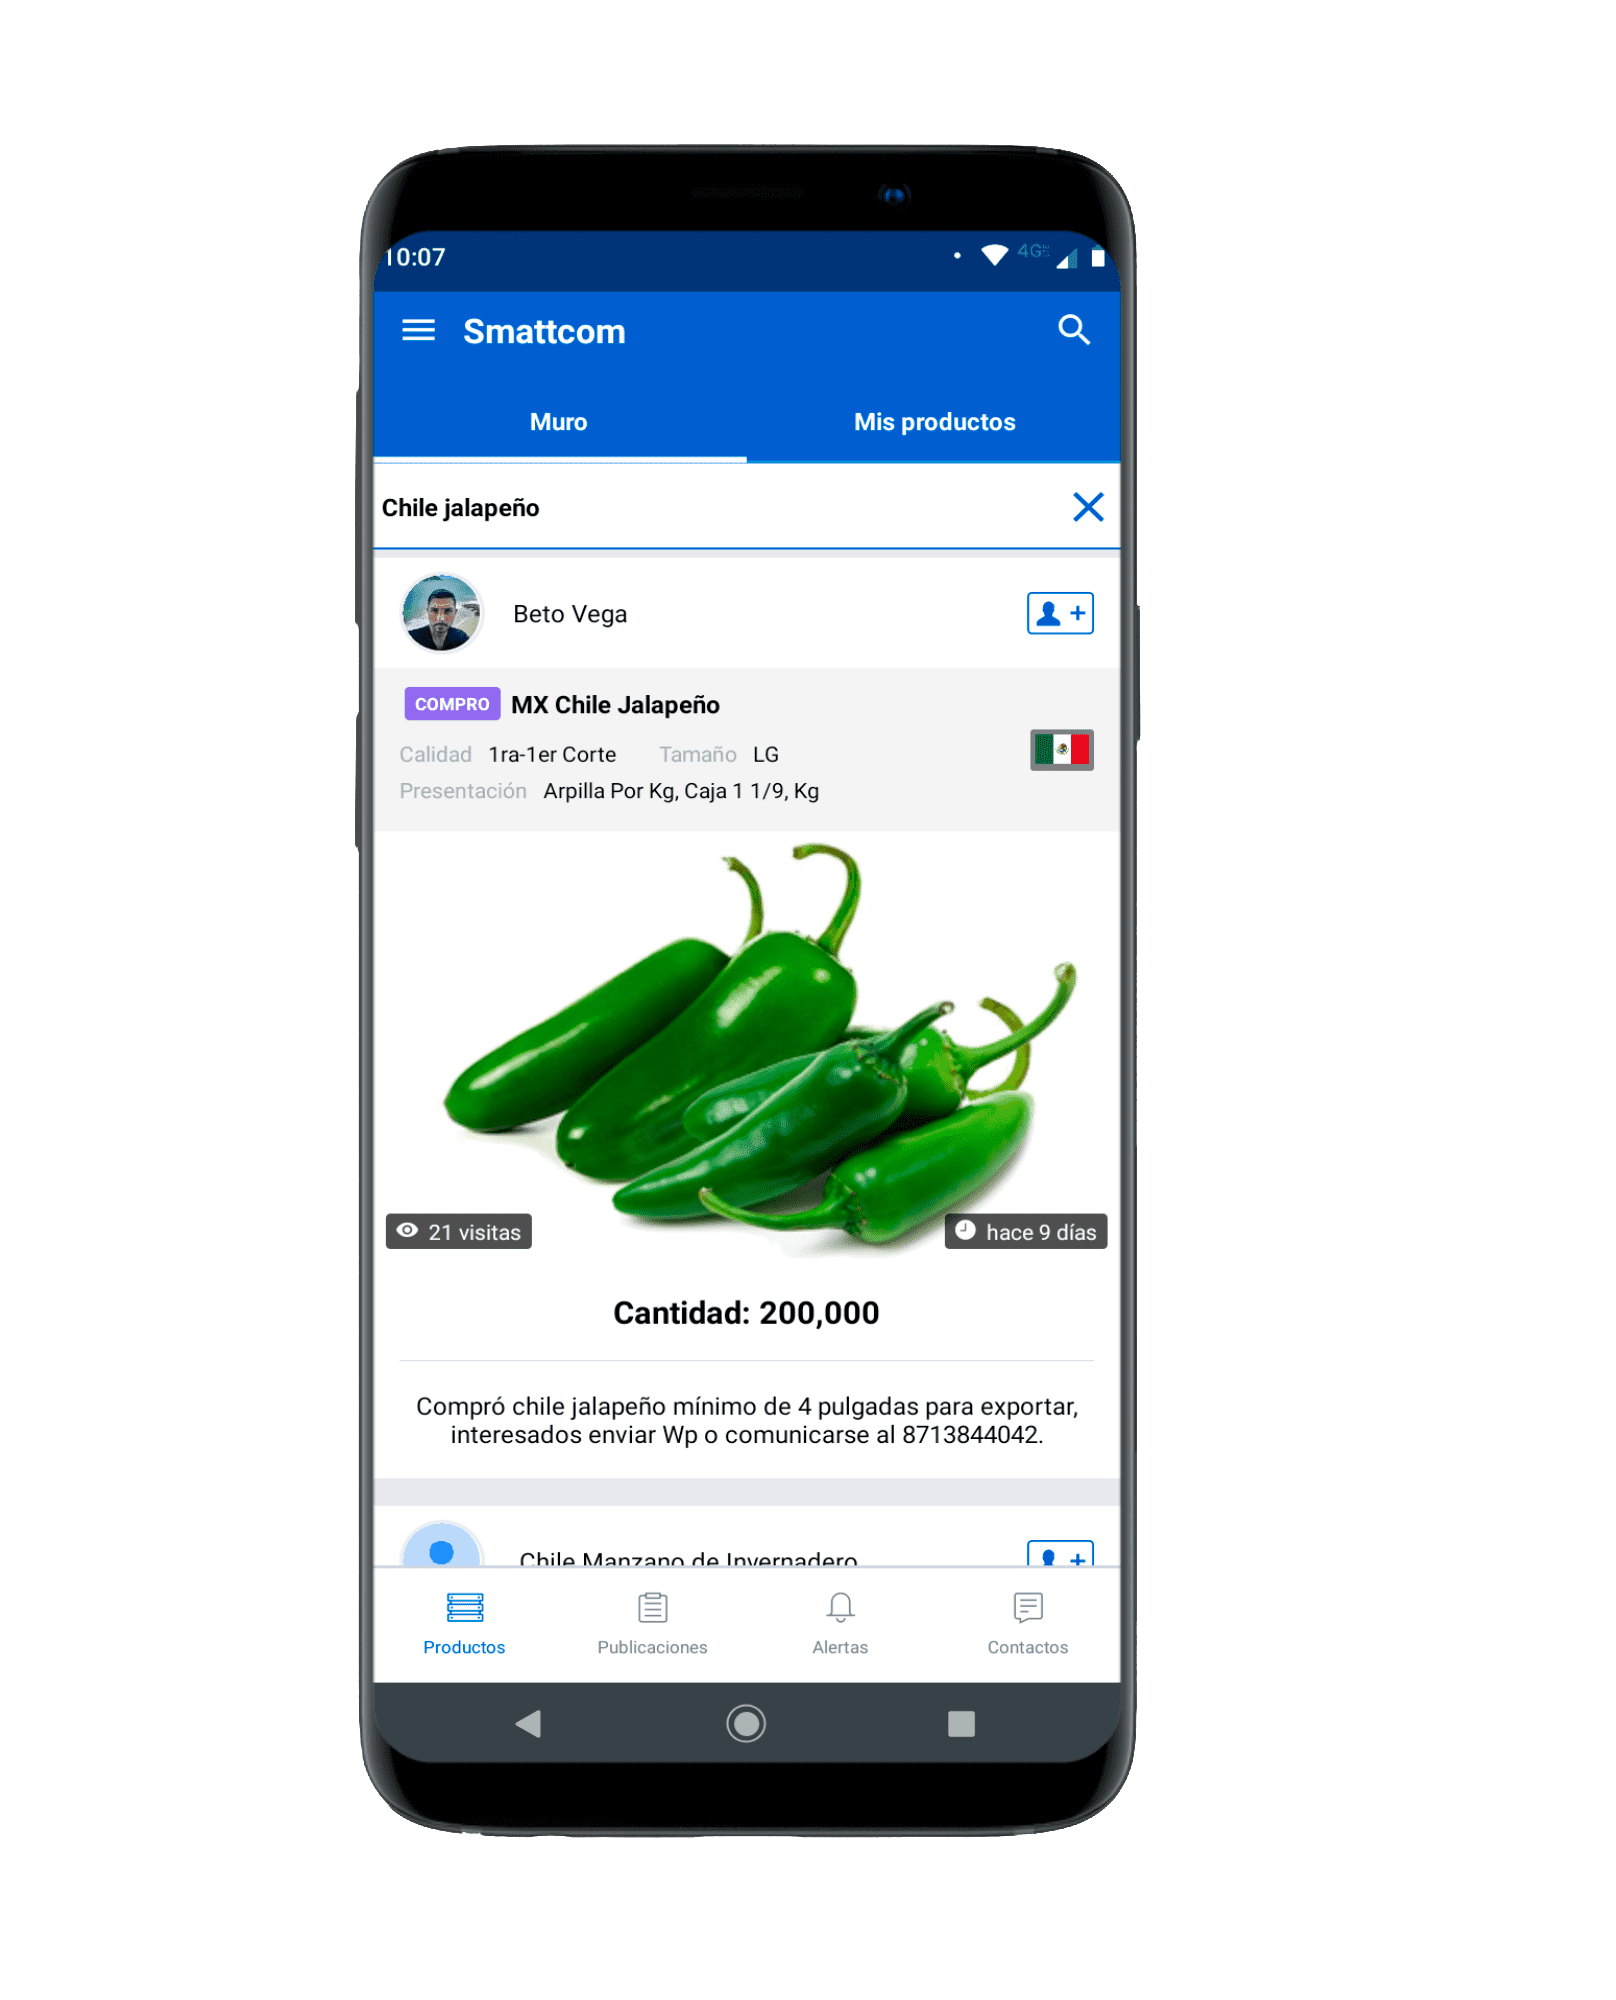 10:07
4G
Smattcom
Muro Mis productos
Chile jalapeño
Beto Vega
COMPRO MX Chile Jalapeño
Calidad 1ra-1er Corte Tamaño LG
Presentación Arpilla Por Kg, Caja 1 1/9, Kg
21 visitas hace 9 días
Cantidad: 200,000
Compró chile jalapeño mínimo de 4 pulgadas para exportar,
interesados enviar Wp o comunicarse al 8713844042.
Chile Manzano de Invernadero
Productos Publicaciones Alertas Contactos